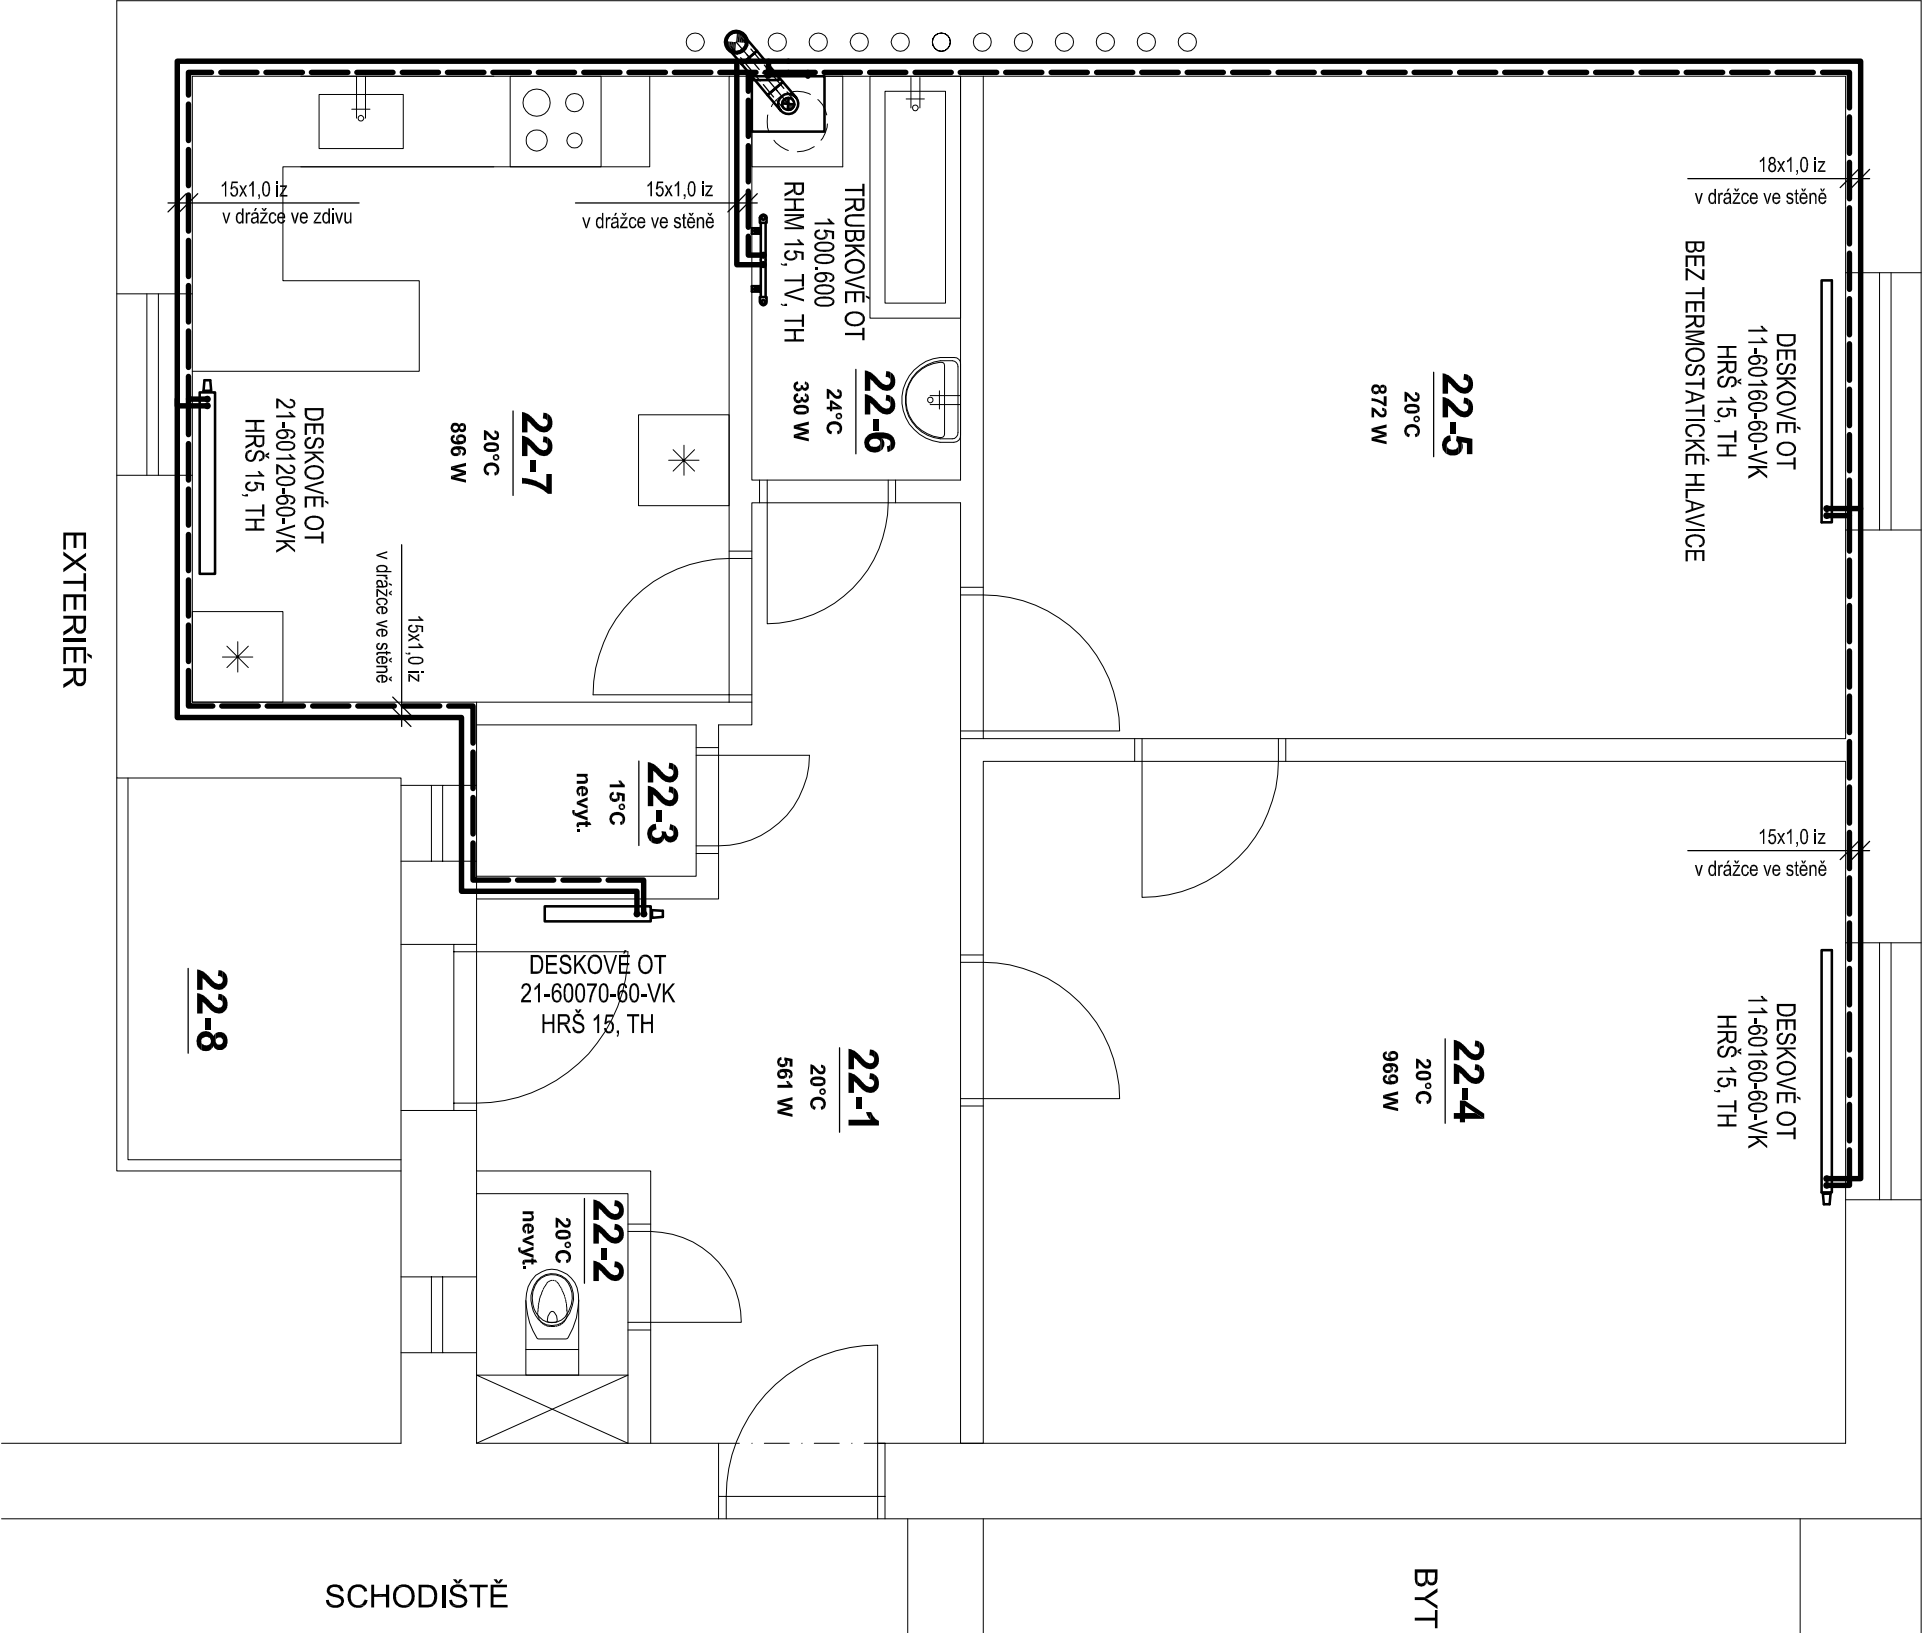 15x1,0 iz
v drážce ve zdivu
15x1,0 iz
v drážce ve stěně
18x1,0 iz
v drážce ve stěně
TRUBKOVÉ OT
1500.600
RHM 15, TV, TH
22-6
24°C
330 W
22-5
20°C
872 W
DESKOVÉ OT
11-60160-60-VK
HRŠ 15, TH
BEZ TERMOSTATICKÉ HLAVICE
22-7
20°C
896 W
DESKOVÉ OT
21-60120-60-VK
HRŠ 15, TH
15x1,0 iz
v drážce ve stěně
EXTERIÉR
22-3
15°C
nevyt.
15x1,0 iz
v drážce ve stěně
DESKOVÉ OT
21-60070-60-VK
HRŠ 15, TH
22-8
22-1
20°C
561 W
22-4
20°C
969 W
DESKOVÉ OT
11-60160-60-VK
HRŠ 15, TH
22-2
20°C
nevyt.
SCHODIŠTĚ
BYT